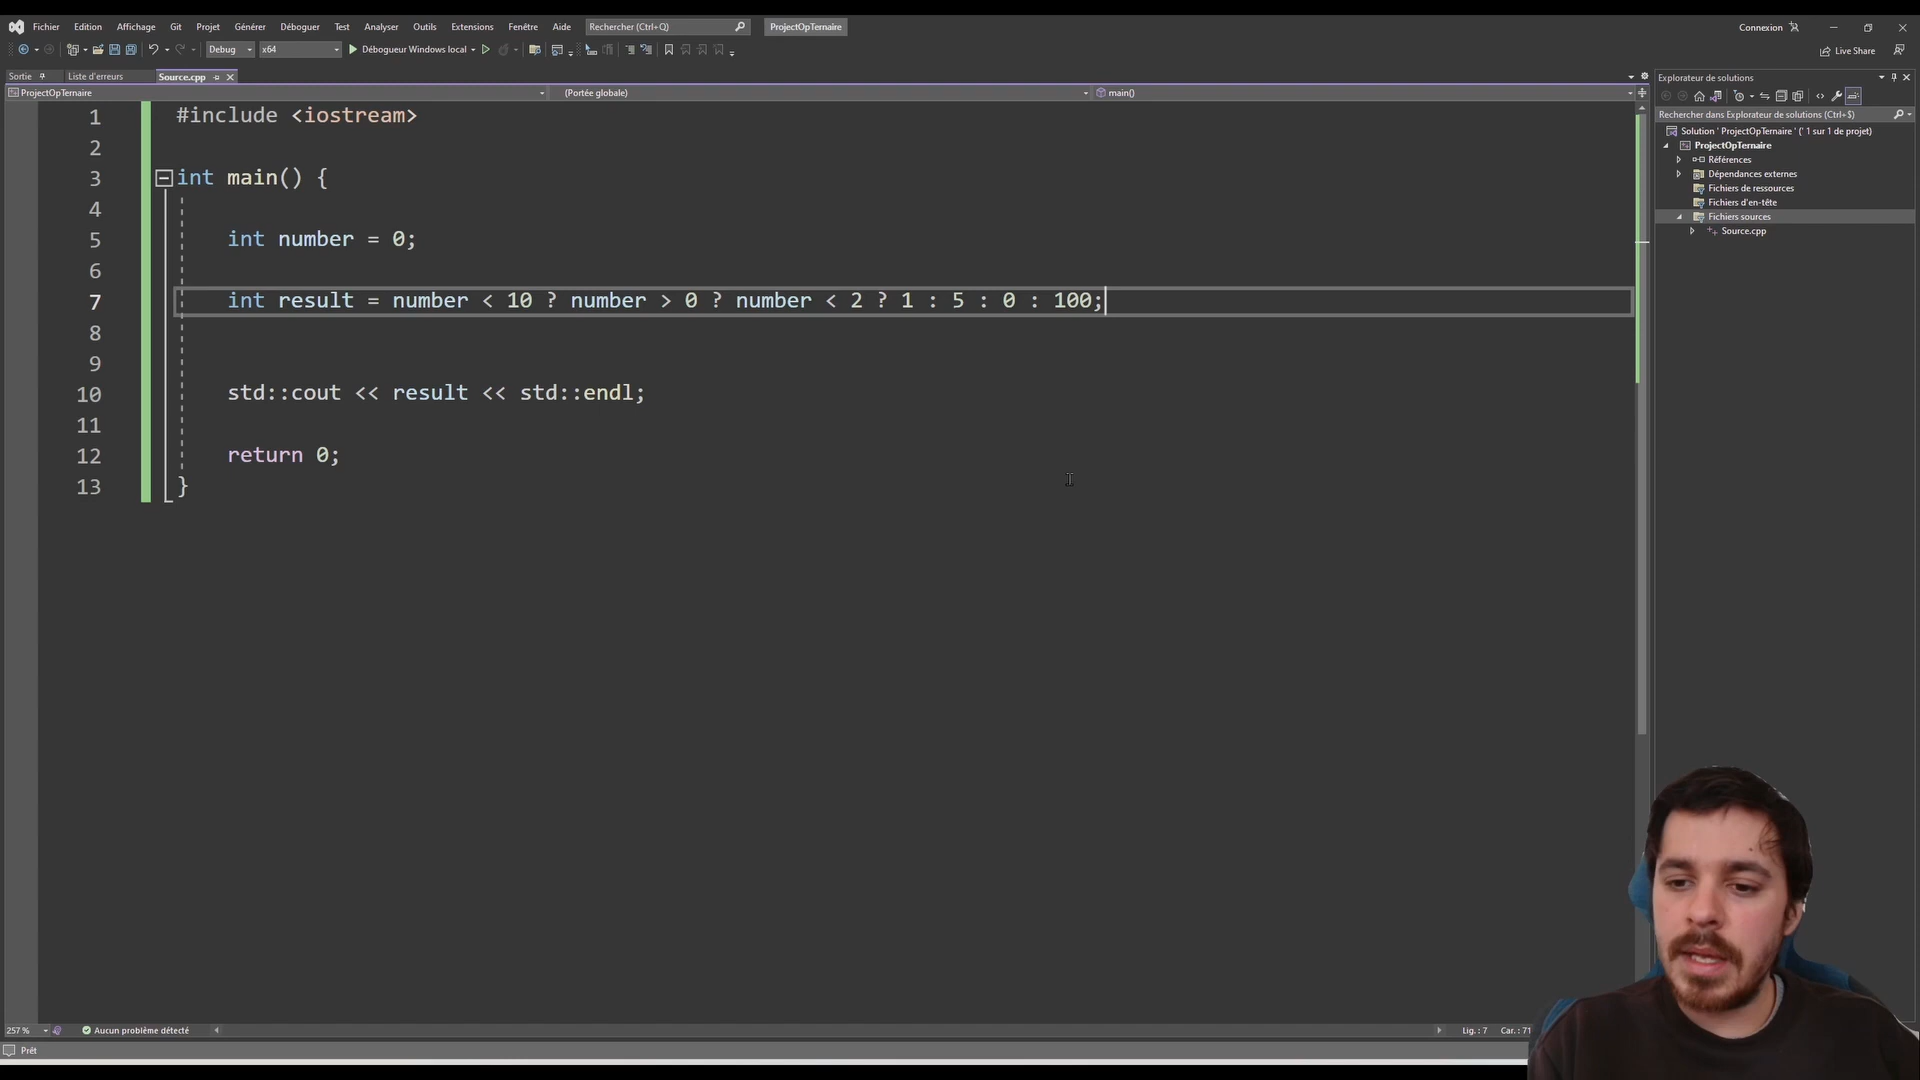 Fichier Edition Affichage Git Projet Générer Déboguer Test Analyser Outils Extensions Fenêtre Aide Rechercher (Ctrl+Q) ProjectOpTernaire Connexion
Debug x64 Débogueur Windows local Live Share
Sortie Liste d'erreurs Source.cpp Explorateur de solutions
ProjectOpTernaire (Portée globale) main()
Rechercher dans Explorateur de solutions (Ctrl+$)
Solution ' ProjectOpTernaire ' (' 1 sur 1 de projet)
ProjectOpTernaire
Références
Dépendances externes
Fichiers de ressources
Fichiers d'en-tête
Fichiers sources
Source.cpp
1 #include <iostream>
2
3 int main() {
4
5 int number = 0;
6
7 int result = number < 10 ? number > 0 ? number < 2 ? 1 : 5 : 0 : 100;
8
9
10 std::cout << result << std::endl;
11
12 return 0;
13 }
257 % Aucun problème détecté Lig. : 7 Car. : 71
Prêt